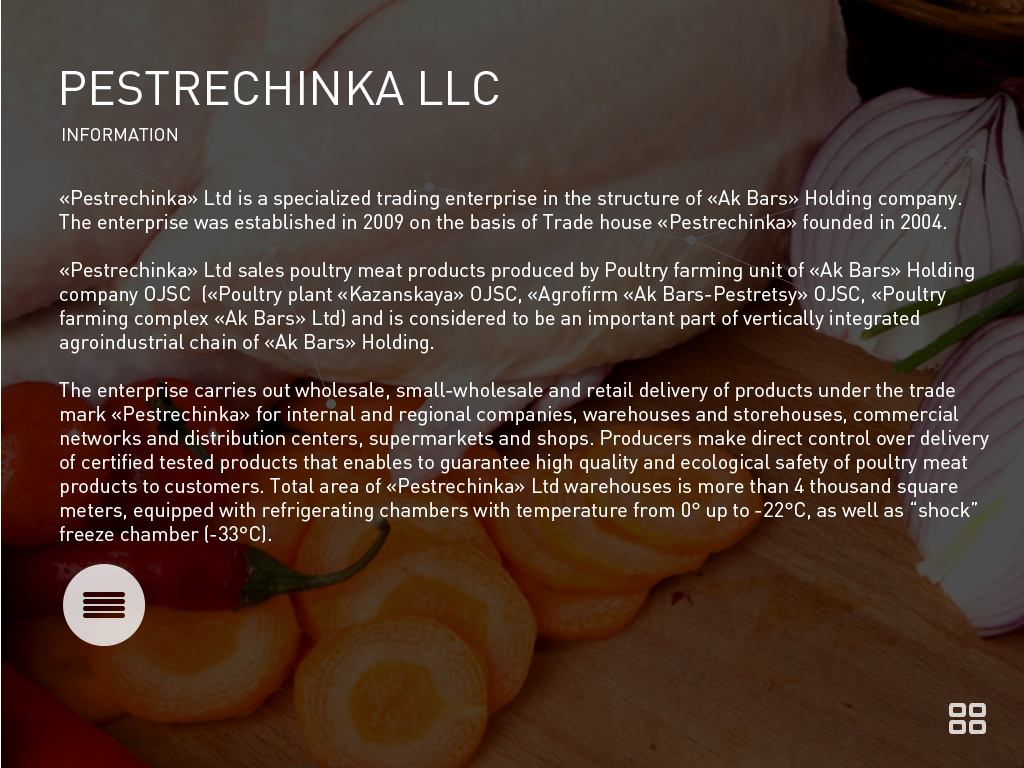 PESTRECHINKA LLC
INFORMATION
«Pestrechinka» Ltd is a specialized trading enterprise in the structure of «Ak Bars» Holding company.
The enterprise was established in 2009 on the basis of Trade house «Pestrechinka» founded in 2004.
«Pestrechinka» Ltd sales poultry meat products produced by Poultry farming unit of «Ak Bars» Holding
company OJSC («Poultry plant «Kazanskaya» OJSC, «Agrofirm «Ak Bars-Pestretsy» OJSC, «Poultry
farming complex «Ak Bars» Ltd) and is considered to be an important part of vertically integrated
agroindustrial chain of «Ak Bars» Holding.
The enterprise carries out wholesale, small-wholesale and retail delivery of products under the trade
mark «Pestrechinka» for internal and regional companies, warehouses and storehouses, commercial
networks and distribution centers, supermarkets and shops. Producers make direct control over delivery
of certified tested products that enables to guarantee high quality and ecological safety of poultry meat
products to customers. Total area of «Pestrechinka» Ltd warehouses is more than 4 thousand square
meters, equipped with refrigerating chambers with temperature from 0° up to -22°C, as well as “shock”
freeze chamber (-33°C).